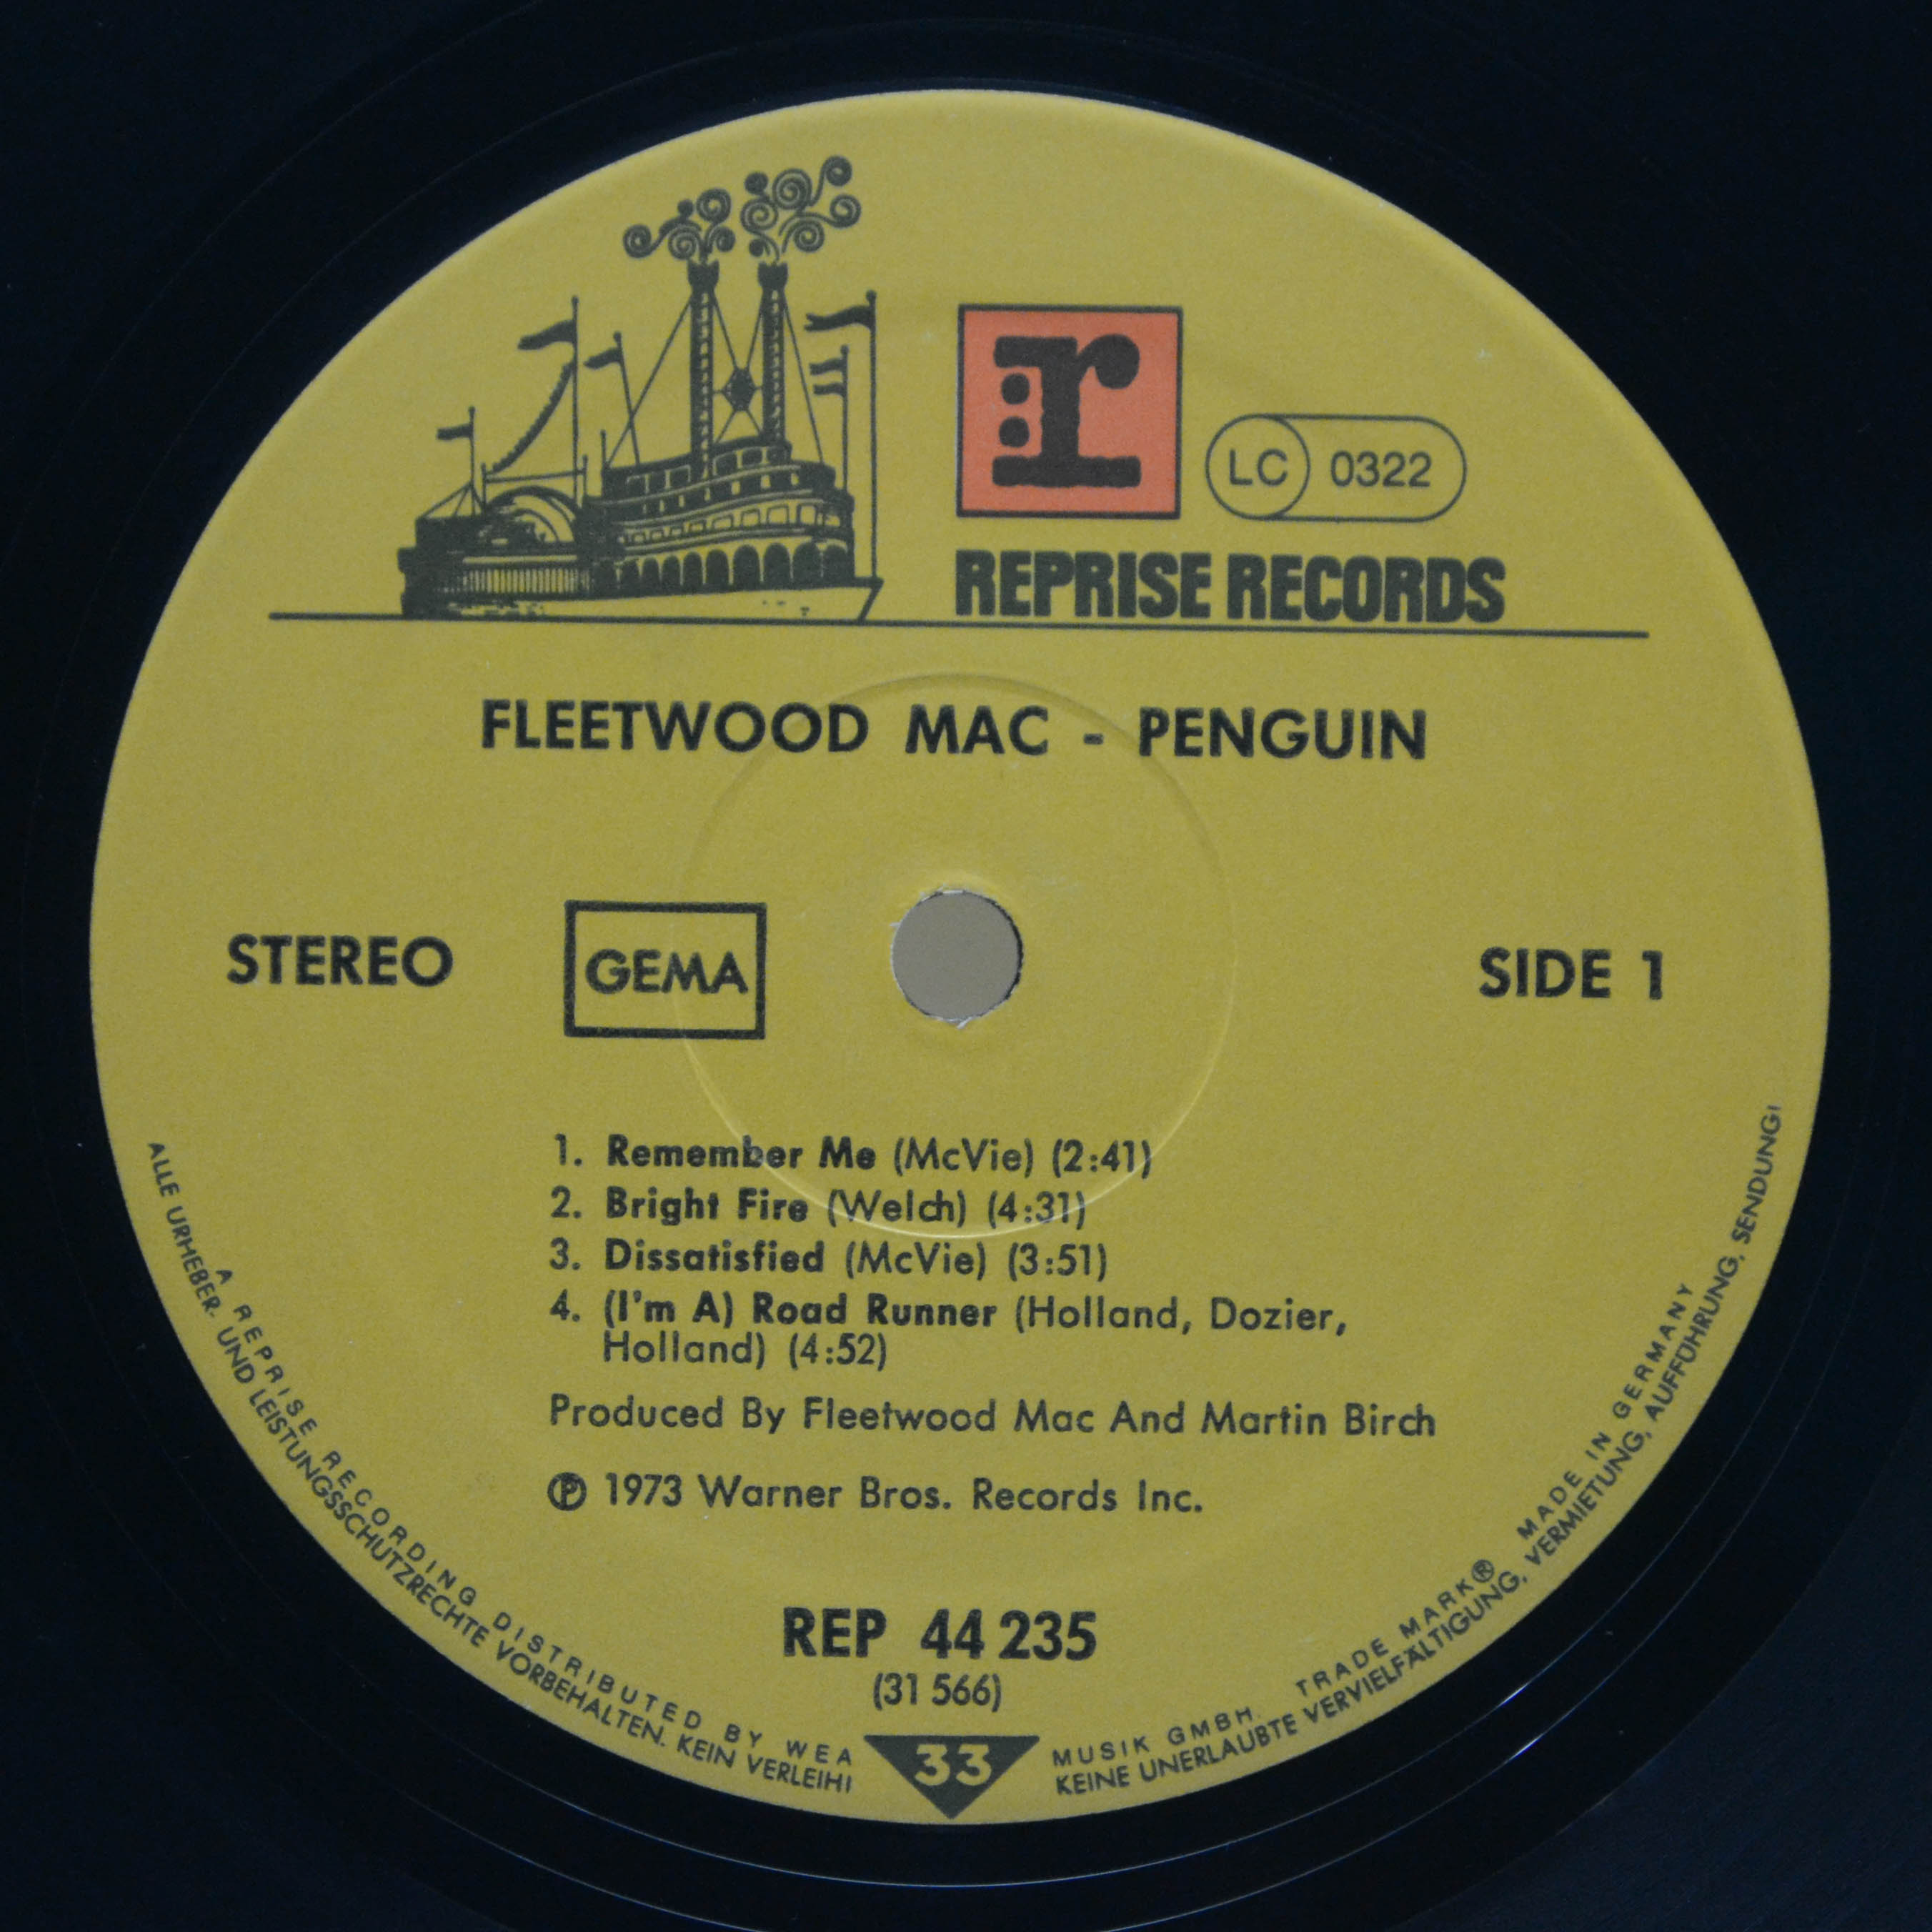 r:
LC 0322
REPRISE RECORDS
FLEETWOOD MAC - PENGUIN
STEREO
GEMA
SIDE 1
1. Remember Me (McVie) (2:41)
2. Bright Fire (Welch) (4:31)
3. Dissatisfied (McVie) (3:51)
4. (I'm A) Road Runner (Holland, Dozier,
Holland) (4:52)
Produced By Fleetwood Mac And Martin Birch
℗ 1973 Warner Bros. Records Inc.
REP 44 235
(31 566)
33
A REPRISE RECORDING DISTRIBUTED BY WEA MUSIK GMBH. TRADE MARK® MADE IN GERMANY
ALLE URHEBER- UND LEISTUNGSSCHUTZRECHTE VORBEHALTEN. KEIN VERLEIH! KEINE UNERLAUBTE VERVIELFÄLTIGUNG, VERMIETUNG, AUFFÜHRUNG, SENDUNG!